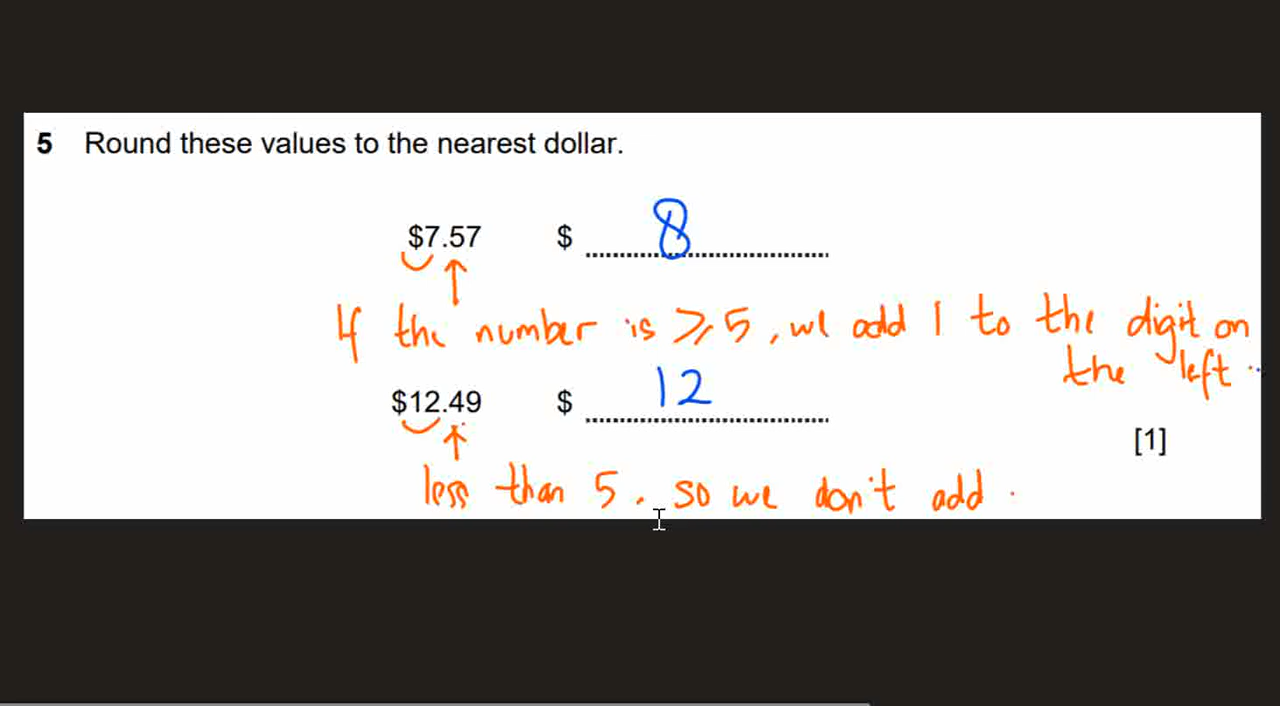 5 Round these values to the nearest dollar.
$7.57 $ 8
If the number is ⩾5, we add 1 to the digit on
the left.
$12.49 $ 12
[1]
less than 5. so we don't add.